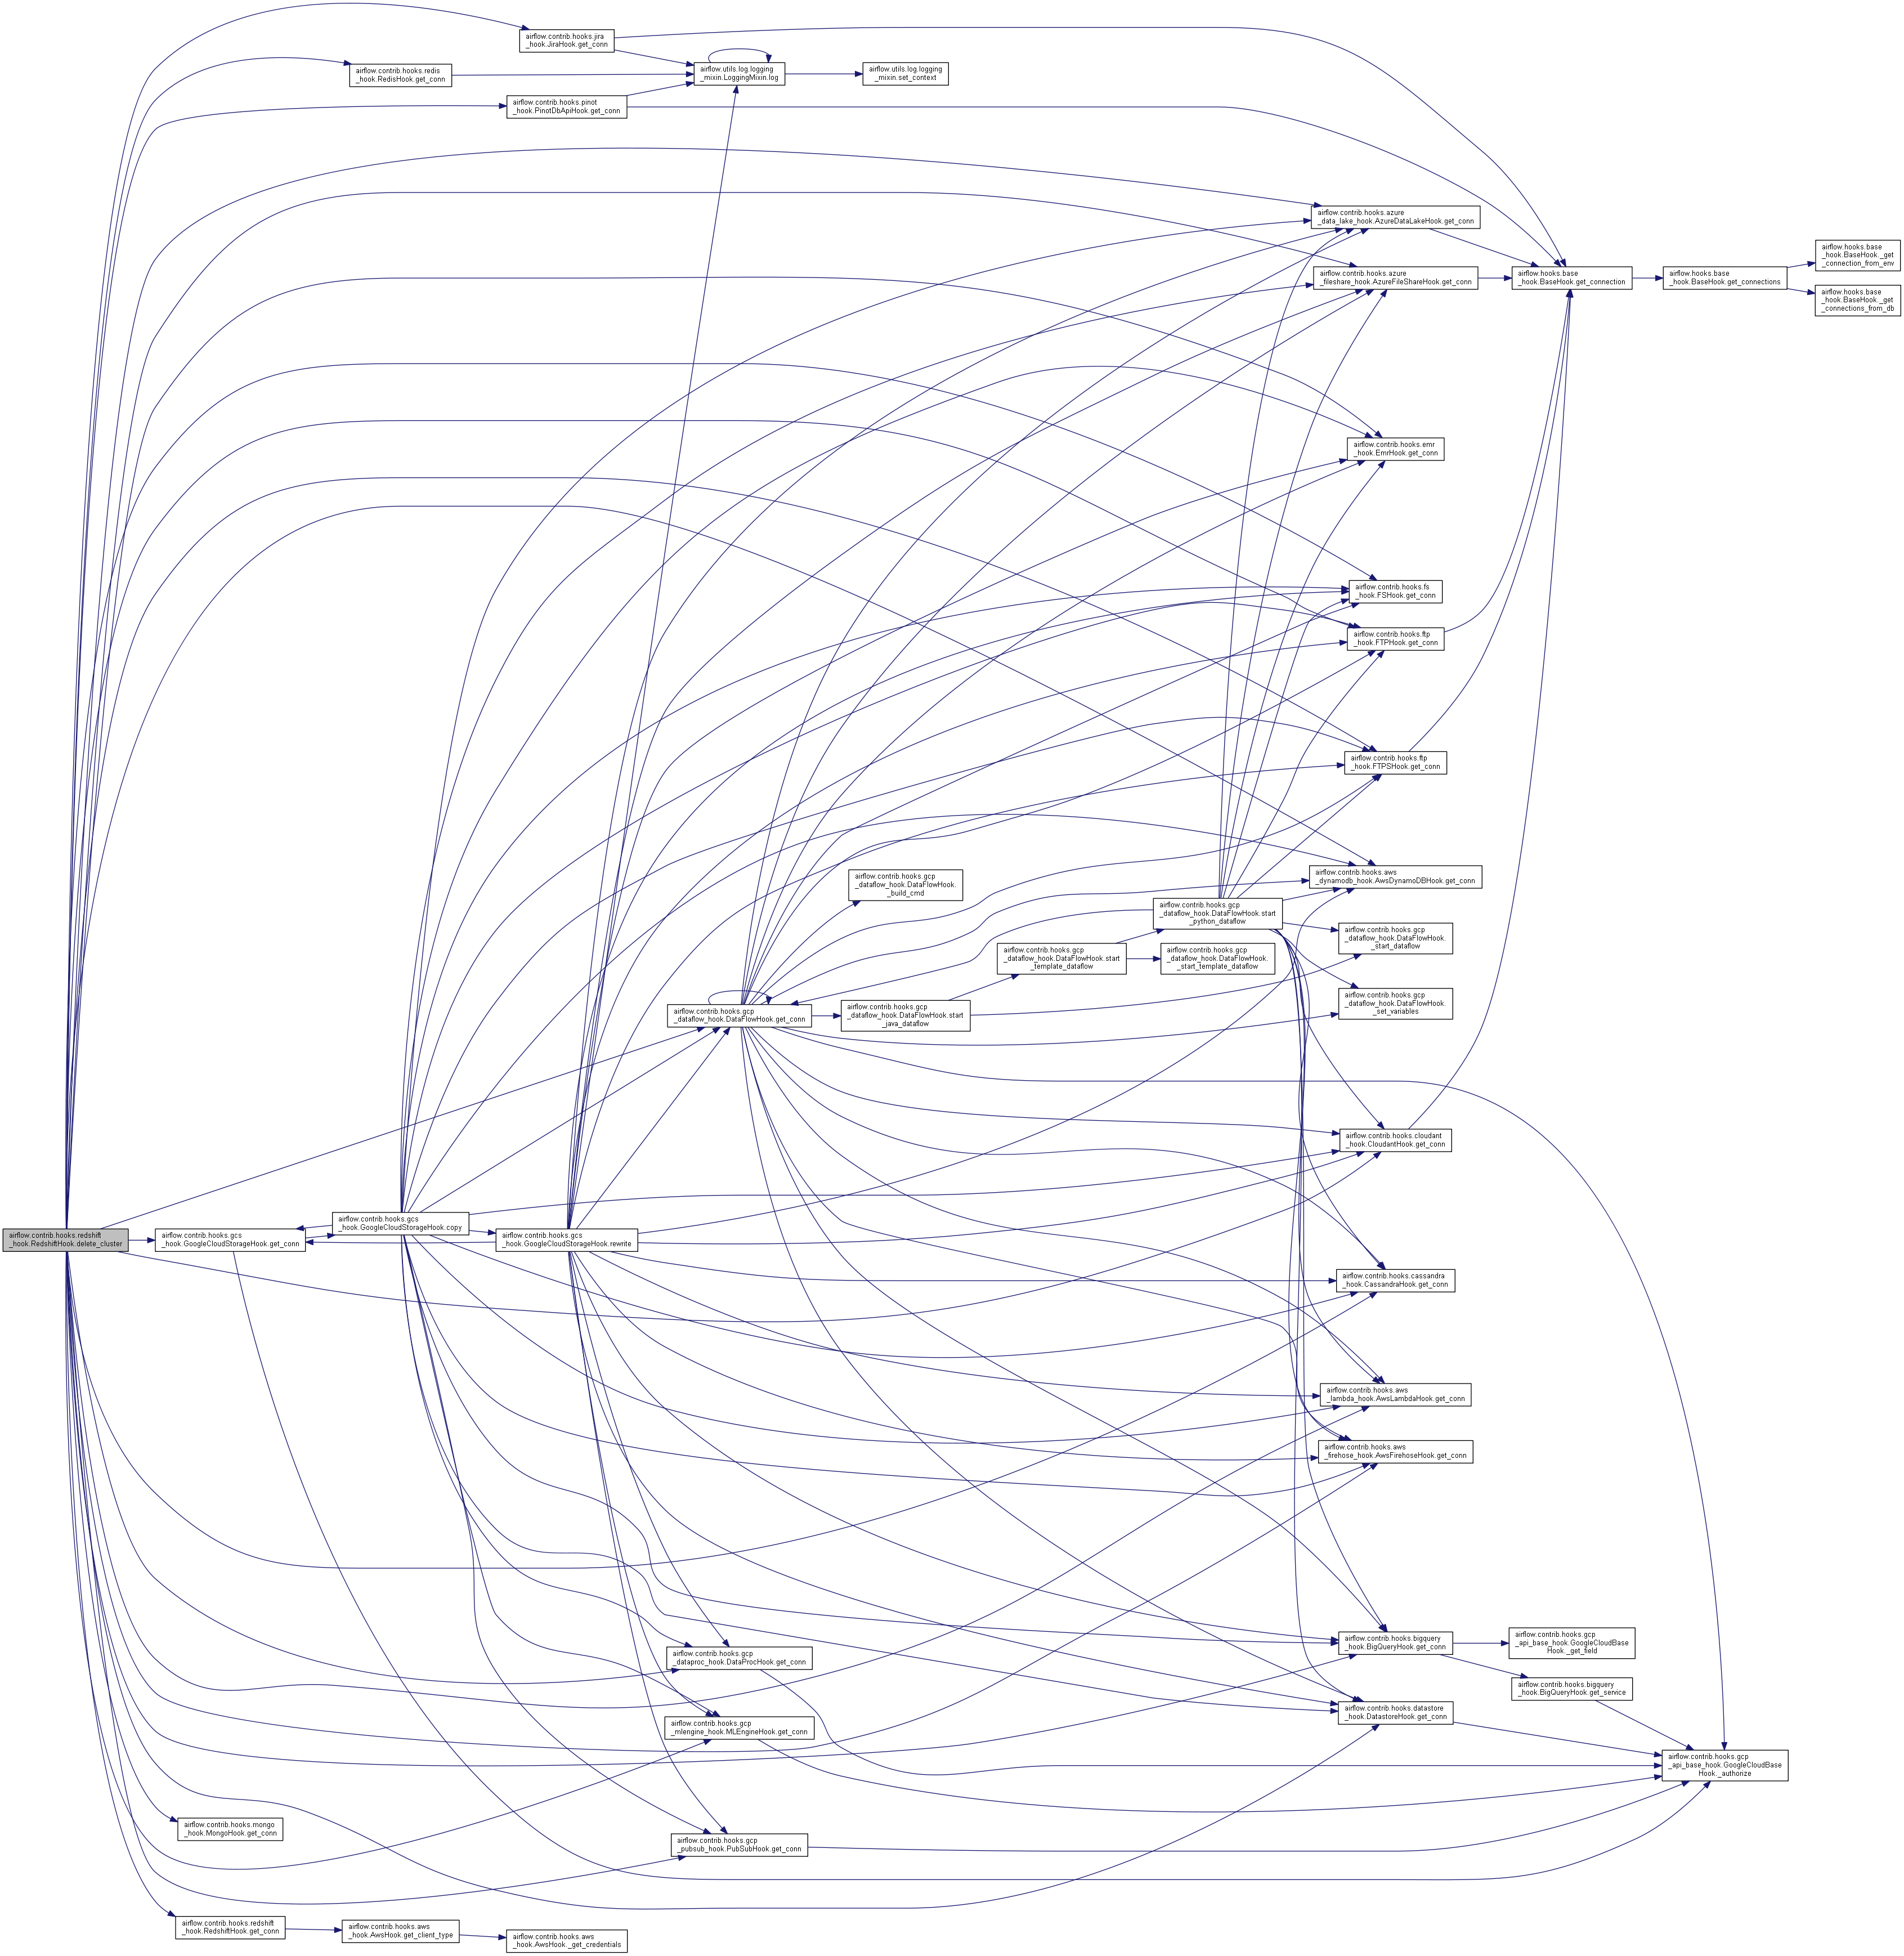 airflow.contrib.hooks.jira
_hook.JiraHook.get_conn
airflow.contrib.hooks.redis
_hook.RedisHook.get_conn
airflow.utils.log.logging
_mixin.LoggingMixin.log
airflow.utils.log.logging
_mixin.set_context
airflow.contrib.hooks.pinot
_hook.PinotDbApiHook.get_conn
airflow.contrib.hooks.azure
_data_lake_hook.AzureDataLakeHook.get_conn
airflow.contrib.hooks.azure
_fileshare_hook.AzureFileShareHook.get_conn
airflow.hooks.base
_hook.BaseHook.get_connection
airflow.hooks.base
_hook.BaseHook.get_connections
airflow.hooks.base
_hook.BaseHook._get
_connection_from_env
airflow.hooks.base
_hook.BaseHook._get
_connections_from_db
airflow.contrib.hooks.emr
_hook.EmrHook.get_conn
airflow.contrib.hooks.fs
_hook.FSHook.get_conn
airflow.contrib.hooks.ftp
_hook.FTPHook.get_conn
airflow.contrib.hooks.ftp
_hook.FTPSHook.get_conn
airflow.contrib.hooks.aws
_dynamodb_hook.AwsDynamoDBHook.get_conn
airflow.contrib.hooks.gcp
_dataflow_hook.DataFlowHook.
_build_cmd
airflow.contrib.hooks.gcp
_dataflow_hook.DataFlowHook.start
_python_dataflow
airflow.contrib.hooks.gcp
_dataflow_hook.DataFlowHook.
_start_dataflow
airflow.contrib.hooks.gcp
_dataflow_hook.DataFlowHook.start
_template_dataflow
airflow.contrib.hooks.gcp
_dataflow_hook.DataFlowHook.
_start_template_dataflow
airflow.contrib.hooks.gcp
_dataflow_hook.DataFlowHook.
_set_variables
airflow.contrib.hooks.gcp
_dataflow_hook.DataFlowHook.get_conn
airflow.contrib.hooks.gcp
_dataflow_hook.DataFlowHook.start
_java_dataflow
airflow.contrib.hooks.cloudant
_hook.CloudantHook.get_conn
airflow.contrib.hooks.redshift
_hook.RedshiftHook.delete_cluster
airflow.contrib.hooks.gcs
_hook.GoogleCloudStorageHook.get_conn
airflow.contrib.hooks.gcs
_hook.GoogleCloudStorageHook.copy
airflow.contrib.hooks.gcs
_hook.GoogleCloudStorageHook.rewrite
airflow.contrib.hooks.cassandra
_hook.CassandraHook.get_conn
airflow.contrib.hooks.aws
_lambda_hook.AwsLambdaHook.get_conn
airflow.contrib.hooks.aws
_firehose_hook.AwsFirehoseHook.get_conn
airflow.contrib.hooks.bigquery
_hook.BigQueryHook.get_conn
airflow.contrib.hooks.gcp
_api_base_hook.GoogleCloudBase
Hook._get_field
airflow.contrib.hooks.gcp
_dataproc_hook.DataProcHook.get_conn
airflow.contrib.hooks.bigquery
_hook.BigQueryHook.get_service
airflow.contrib.hooks.datastore
_hook.DatastoreHook.get_conn
airflow.contrib.hooks.gcp
_mlengine_hook.MLEngineHook.get_conn
airflow.contrib.hooks.gcp
_api_base_hook.GoogleCloudBase
Hook._authorize
airflow.contrib.hooks.mongo
_hook.MongoHook.get_conn
airflow.contrib.hooks.gcp
_pubsub_hook.PubSubHook.get_conn
airflow.contrib.hooks.redshift
_hook.RedshiftHook.get_conn
airflow.contrib.hooks.aws
_hook.AwsHook.get_client_type
airflow.contrib.hooks.aws
_hook.AwsHook._get_credentials